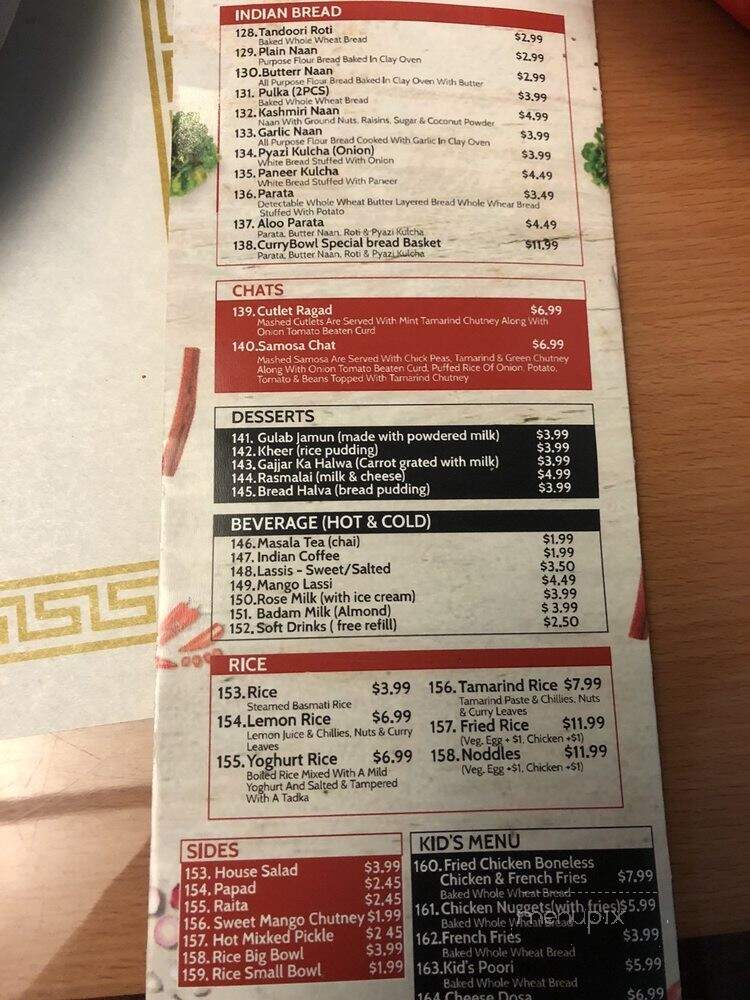 INDIAN BREAD
128. Tandoori Roti $2.99
Baked Whole Wheat Bread
129. Plain Naan $2.99
Purpose Flour Bread Baked In Clay Oven
130. Butterr Naan $2.99
All Purpose Flour Bread Baked In Clay Oven With Butter
131. Pulka (2PCS) $3.99
Baked Whole Wheat Bread
132. Kashmiri Naan $4.99
Naan With Ground Nuts, Raisins, Sugar & Coconut Powder
133. Garlic Naan $3.99
All Purpose Flour Bread Cooked With Garlic In Clay Oven
134. Pyazi Kulcha (Onion) $3.99
White Bread Stuffed With Onion
135. Paneer Kulcha $4.49
White Bread Stuffed With Paneer
136. Parata $3.49
Detectable Whole Wheat Butter Layered Bread Whole Whear Bread
Stuffed With Potato
137. Aloo Parata $4.49
Parata, Butter Naan, Roti & Pyazi Kulcha
138. CurryBowl Special bread Basket $11.99
Parata, Butter Naan, Roti & Pyazi Kulcha
CHATS
139. Cutlet Ragad $6.99
Mashed Cutlets Are Served With Mint Tamarind Chutney Along With
Onion Tomato Beaten Curd
140. Samosa Chat $6.99
Mashed Samosa Are Served With Chick Peas, Tamarind & Green Chutney
Along With Onion Tomato Beaten Curd, Puffed Rice Of Onion, Potato,
Tomato & Beans Topped With Tamarind Chutney
DESSERTS
141. Gulab Jamun (made with powdered milk) $3.99
142. Kheer (rice pudding) $3.99
143. Gajjar Ka Halwa (Carrot grated with milk) $3.99
144. Rasmalai (milk & cheese) $4.99
145. Bread Halva (bread pudding) $3.99
BEVERAGE (HOT & COLD)
146. Masala Tea (chai) $1.99
147. Indian Coffee $1.99
148. Lassis - Sweet/Salted $3.50
149. Mango Lassi $4.49
150. Rose Milk (with ice cream) $3.99
151. Badam Milk (Almond) $ 3.99
152. Soft Drinks ( free refill) $2.50
RICE
153. Rice $3.99
Steamed Basmati Rice
154. Lemon Rice $6.99
Lemon Juice & Chillies, Nuts & Curry
Leaves
155. Yoghurt Rice $6.99
Boiled Rice Mixed With A Mild
Yoghurt And Salted & Tampered
With A Tadka
156. Tamarind Rice $7.99
Tamarind Paste & Chillies, Nuts
& Curry Leaves
157. Fried Rice $11.99
(Veg, Egg + $1, Chicken +$1)
158. Noddles $11.99
(Veg, Egg +$1, Chicken +$1)
SIDES
153. House Salad $3.99
154. Papad $2.45
155. Raita $2.45
156. Sweet Mango Chutney $1.99
157. Hot Mixked Pickle $2 45
158. Rice Big Bowl $3.99
159. Rice Small Bowl $1.99
KID'S MENU
160. Fried Chicken Boneless
Chicken & French Fries $7.99
Baked Whole Wheat Bread
161. Chicken Nuggets(with fries) $5.99
Baked Whole Wheat Bread
162. French Fries $3.99
Baked Whole Wheat Bread
163. Kid's Poori $5.99
Baked Whole Wheat Bread
164 Cheese Dosa $6.99
menupix